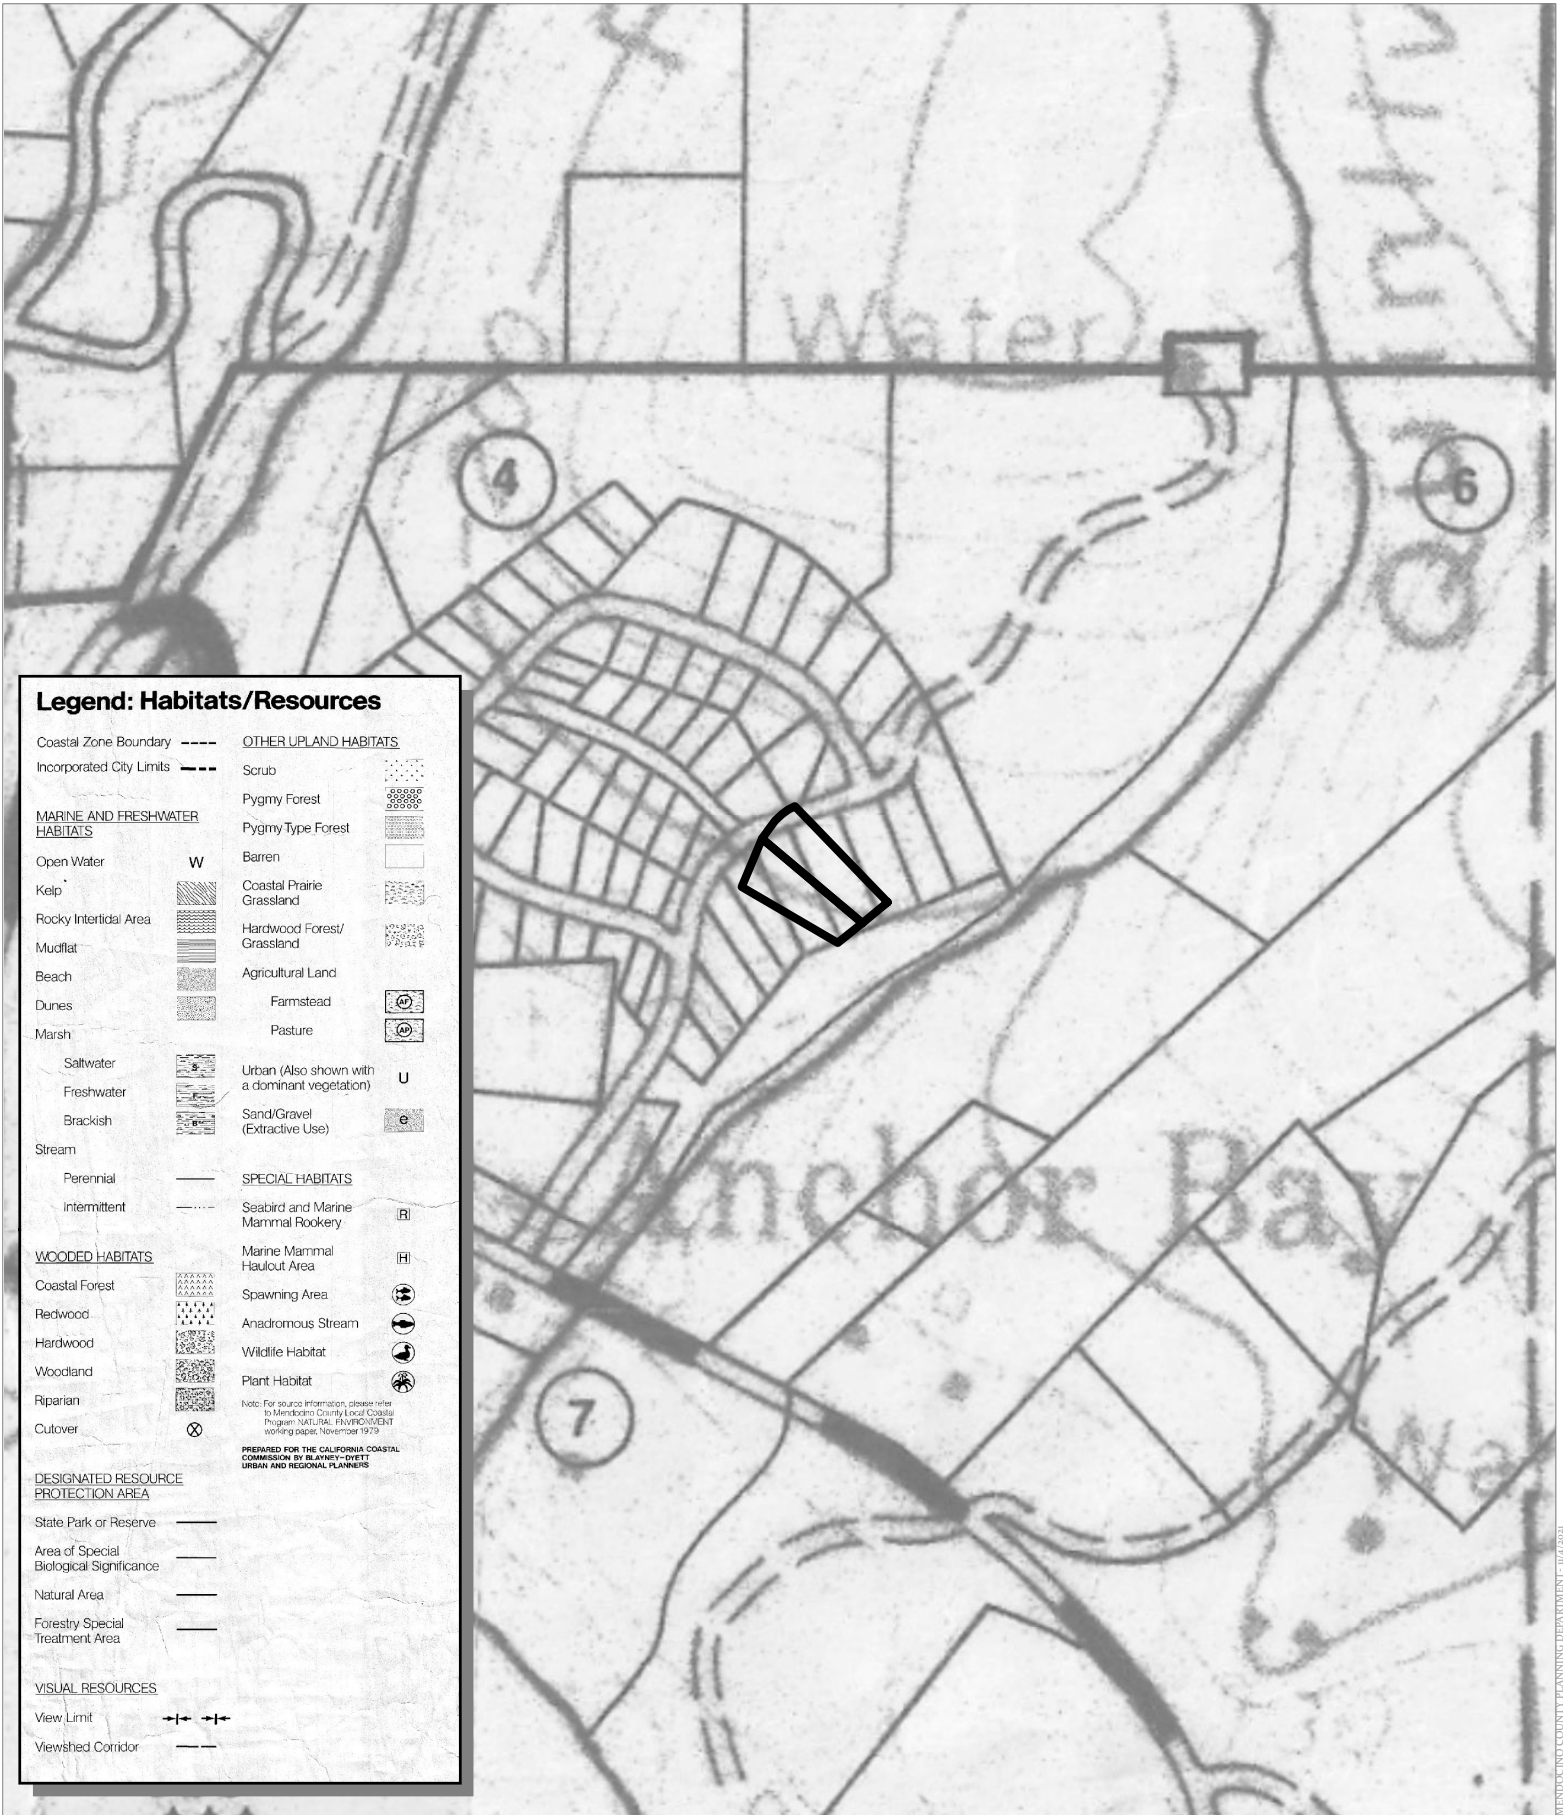 Water
4
6
Q
Anchor Bay
7
Wa
Legend: Habitats/Resources
Coastal Zone Boundary
Incorporated City Limits
MARINE AND FRESHWATER
HABITATS
Open Water W
Kelp
Rocky Intertidal Area
Mudflat
Beach
Dunes
Marsh
Saltwater S
Freshwater F
Brackish B
Stream
Perennial
Intermittent
WOODED HABITATS
Coastal Forest
Redwood
Hardwood
Woodland
Riparian
Cutover
DESIGNATED RESOURCE
PROTECTION AREA
State Park or Reserve
Area of Special
Biological Significance
Natural Area
Forestry Special
Treatment Area
VISUAL RESOURCES
View Limit
Viewshed Corridor
OTHER UPLAND HABITATS
Scrub
Pygmy Forest
Pygmy Type Forest
Barren
Coastal Prairie
Grassland
Hardwood Forest/
Grassland
Agricultural Land
Farmstead AF
Pasture AP
Urban (Also shown with
a dominant vegetation) U
Sand/Gravel
(Extractive Use) e
SPECIAL HABITATS
Seabird and Marine
Mammal Rookery R
Marine Mammal
Haulout Area H
Spawning Area
Anadromous Stream
Wildlife Habitat
Plant Habitat
Note: For source information, please refer
to Mendocino County Local Coastal
Program NATURAL ENVIRONMENT
working paper, November 1979
PREPARED FOR THE CALIFORNIA COASTAL
COMMISSION BY BLAYNEY-DYETT
URBAN AND REGIONAL PLANNERS
MENDOCINO COUNTY PLANNING DEPARTMENT - 11/4/2021